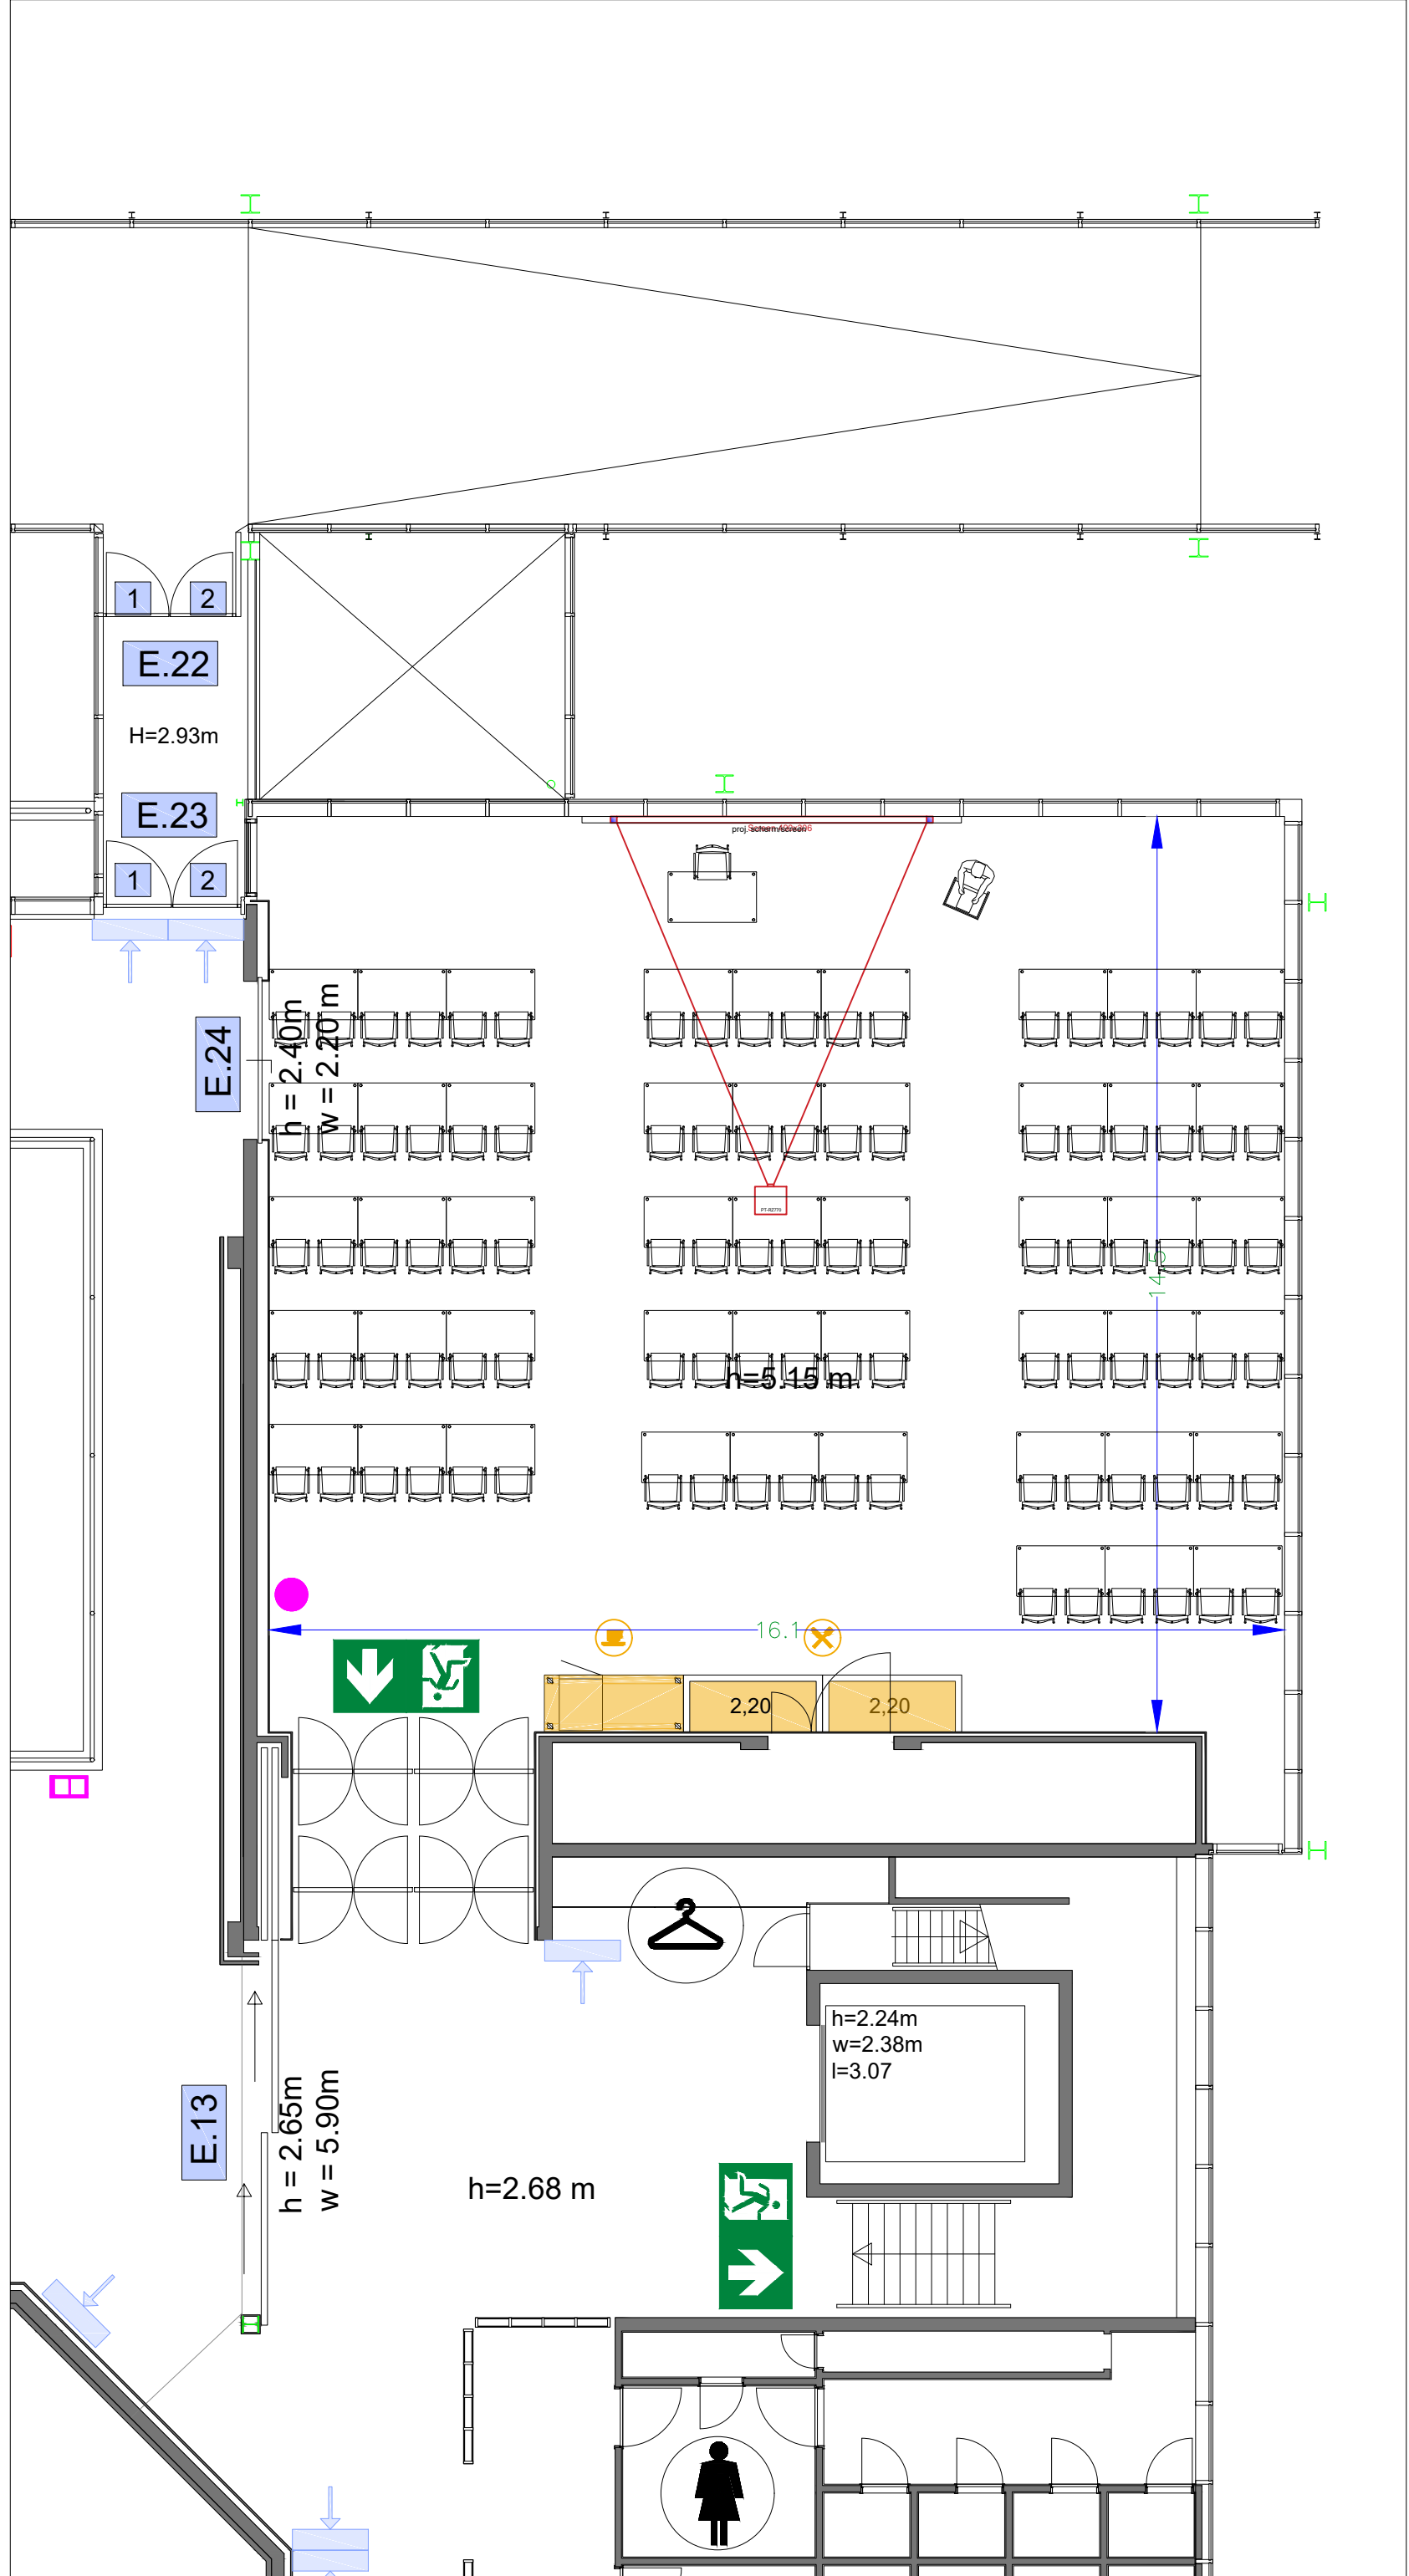 1
2
E.22
H=2.93m
E.23
1
2
proj. scherm/screen
E.24
h = 2.40m
w = 2.20 m
PT-RZ770
14.5
h=5.15 m
16.1
2,20
2,20
h=2.24m
w=2.38m
l=3.07
E.13
h = 2.65m
w = 5.90m
h=2.68 m